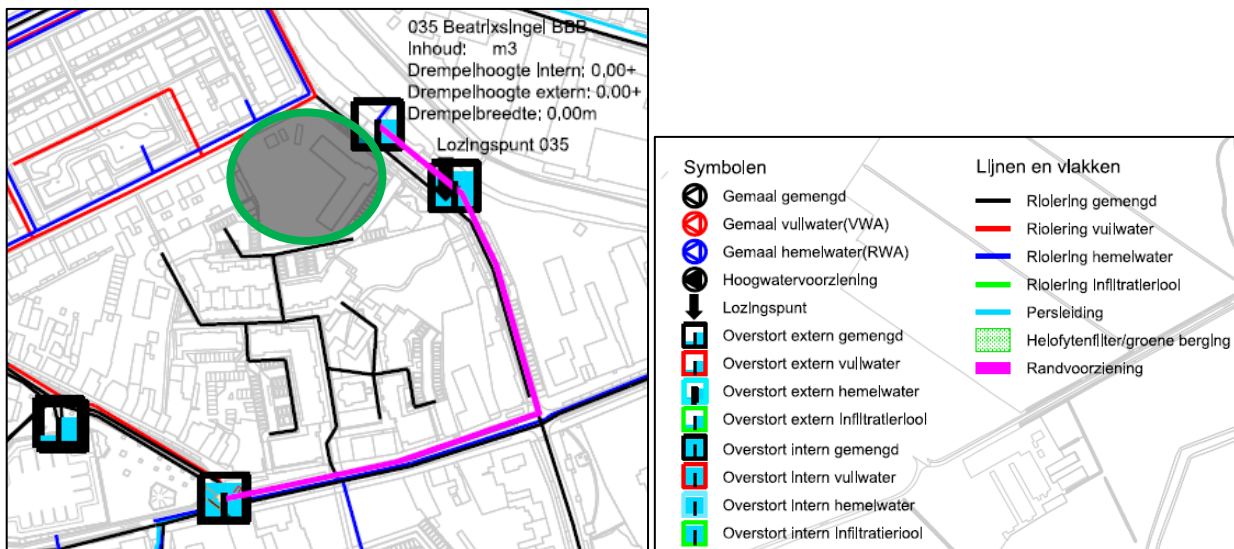 035 Beatrixsingel BBB
Inhoud: m3
Drempelhoogte intern: 0,00+
Drempelhoogte extern: 0,00+
Drempelbreedte: 0,00m
Lozingspunt 035
Symbolen
Gemaal gemengd
Gemaal vuilwater(VWA)
Gemaal hemelwater(RWA)
Hoogwatervoorziening
Lozingspunt
Overstort extern gemengd
Overstort extern vuilwater
Overstort extern hemelwater
Overstort extern infiltratieriool
Overstort intern gemengd
Overstort intern vuilwater
Overstort intern hemelwater
Overstort intern infiltratieriool
Lijnen en vlakken
Riolering gemengd
Riolering vuilwater
Riolering hemelwater
Riolering infiltratieriool
Persleiding
Helofytenfilter/groene berging
Randvoorziening